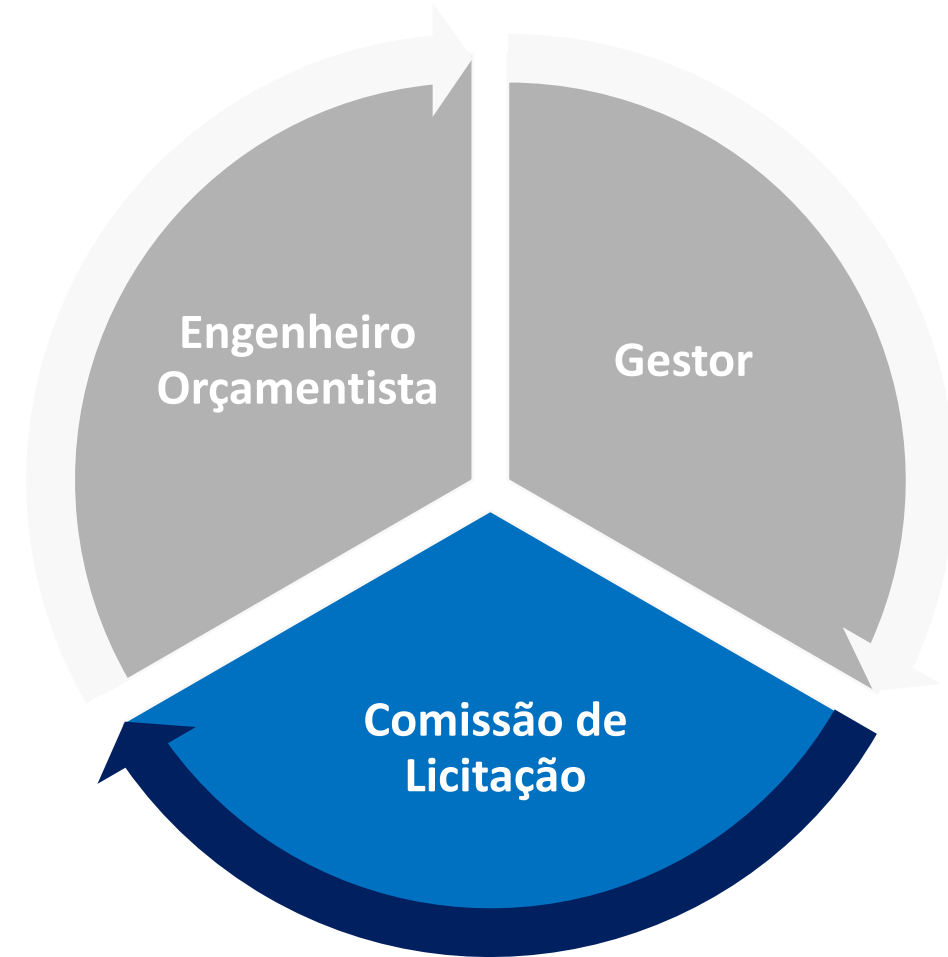 Engenheiro
Orçamentista
Gestor
Comissão de
Licitação